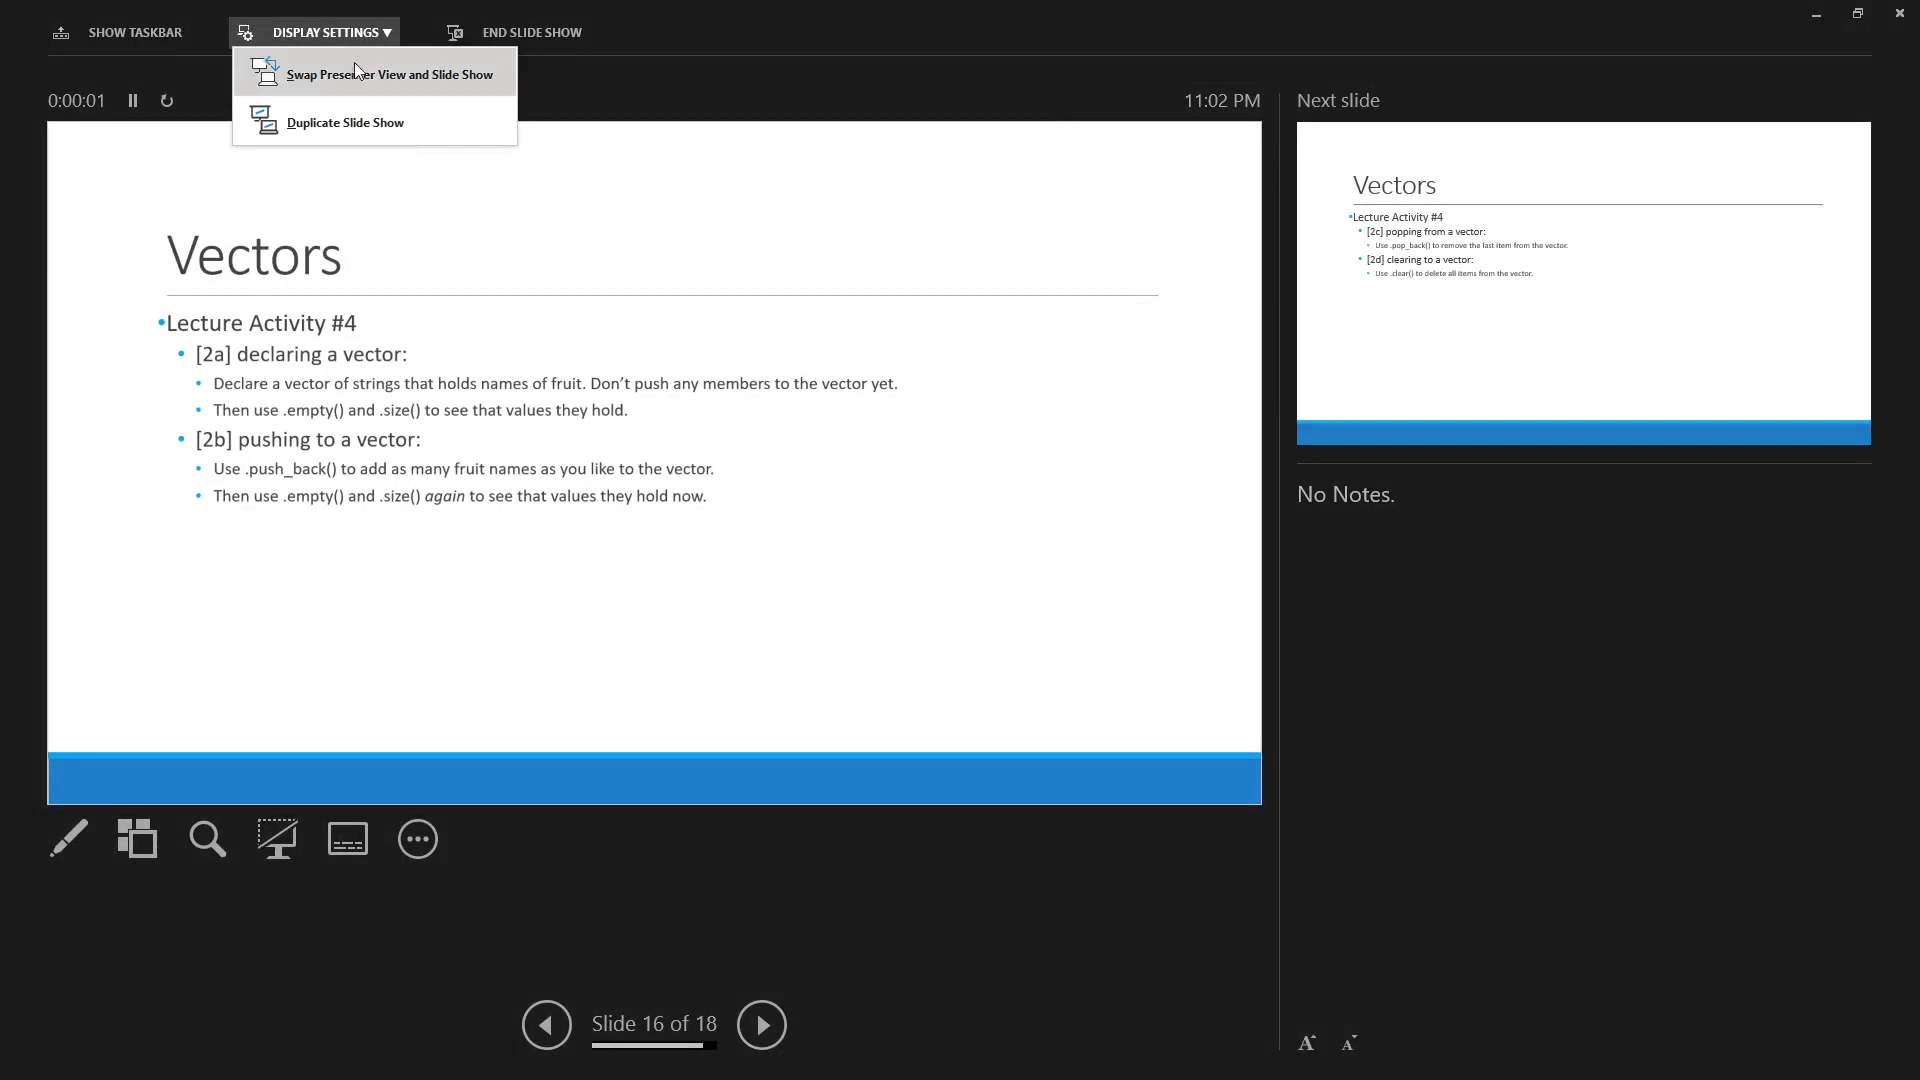 SHOW TASKBAR
DISPLAY SETTINGS ▼
END SLIDE SHOW
Swap Presenter View and Slide Show
Duplicate Slide Show
0:00:01
11:02 PM
Vectors
•Lecture Activity #4
• [2a] declaring a vector:
• Declare a vector of strings that holds names of fruit. Don’t push any members to the vector yet.
• Then use .empty() and .size() to see that values they hold.
• [2b] pushing to a vector:
• Use .push_back() to add as many fruit names as you like to the vector.
• Then use .empty() and .size() again to see that values they hold now.
Slide 16 of 18
Next slide
Vectors
•Lecture Activity #4
• [2c] popping from a vector:
• Use .pop_back() to remove the last item from the vector.
• [2d] clearing to a vector:
• Use .clear() to delete all items from the vector.
No Notes.
A A